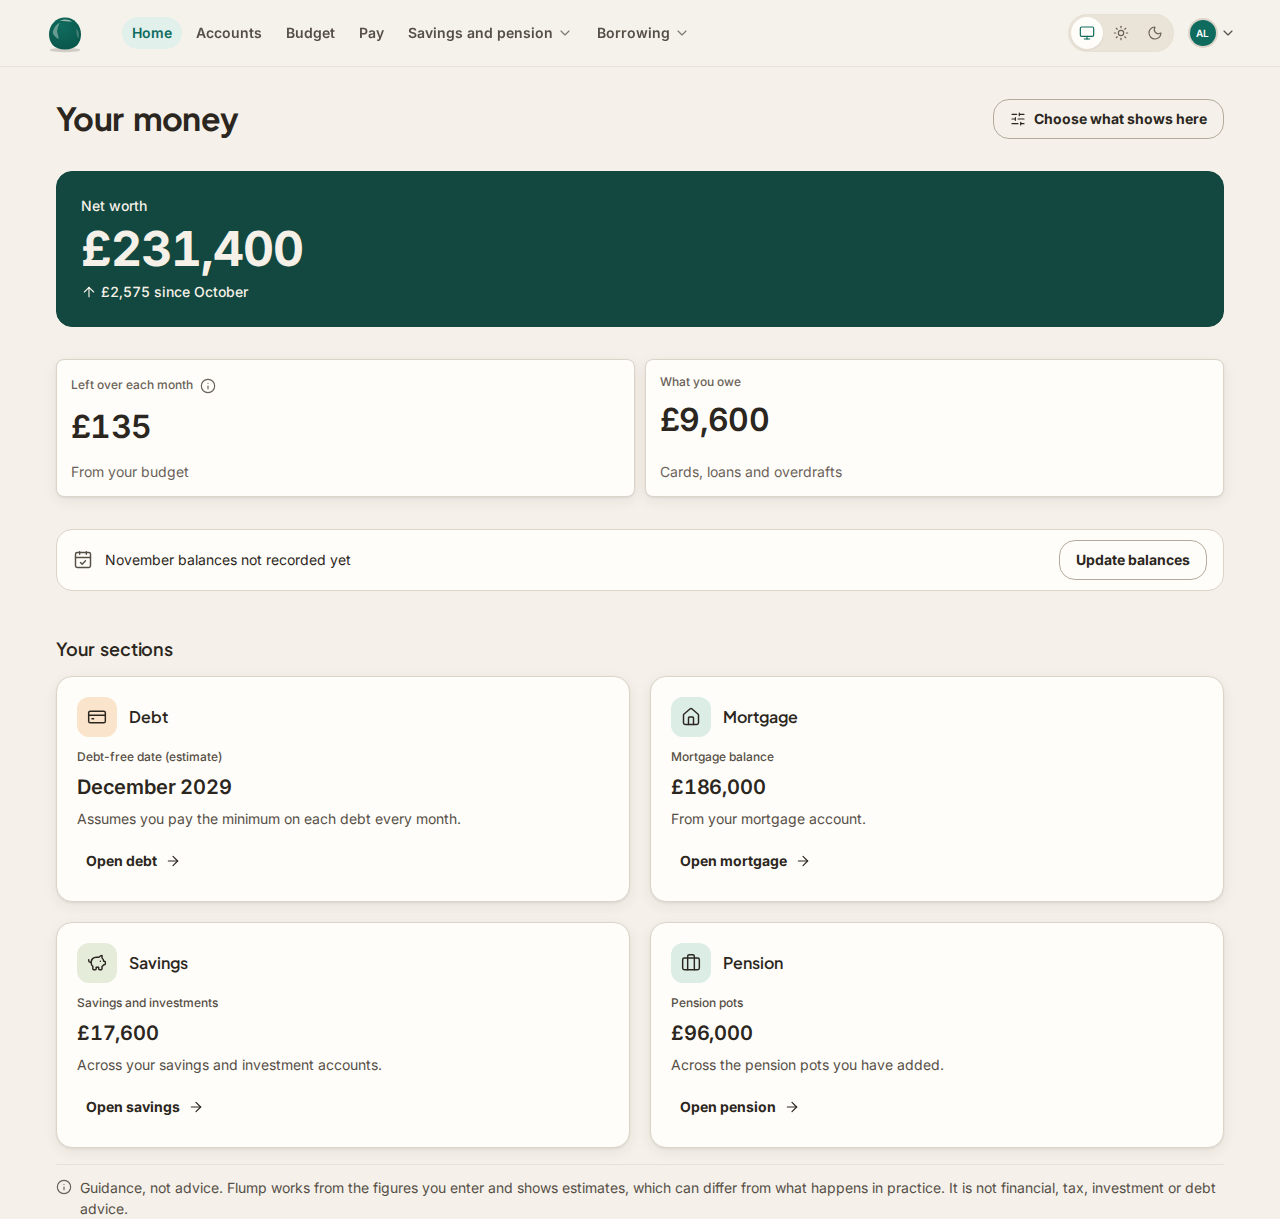 Home Accounts Budget Pay Savings and pension Borrowing AL
Your money
Choose what shows here
Net worth
£231,400
↑ £2,575 since October
Left over each month
£135
From your budget
What you owe
£9,600
Cards, loans and overdrafts
November balances not recorded yet
Update balances
Your sections
Debt
Debt-free date (estimate)
December 2029
Assumes you pay the minimum on each debt every month.
Open debt →
Mortgage
Mortgage balance
£186,000
From your mortgage account.
Open mortgage →
Savings
Savings and investments
£17,600
Across your savings and investment accounts.
Open savings →
Pension
Pension pots
£96,000
Across the pension pots you have added.
Open pension →
Guidance, not advice. Flump works from the figures you enter and shows estimates, which can differ from what happens in practice. It is not financial, tax, investment or debt
advice.